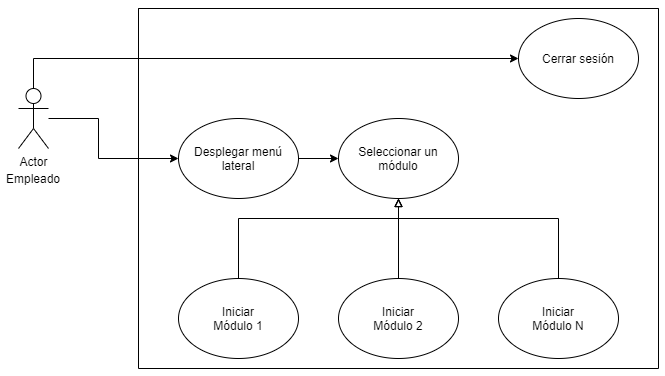 Cerrar sesión
Actor
Empleado
Desplegar menú
lateral
Seleccionar un
módulo
Iniciar
Módulo 1
Iniciar
Módulo 2
Iniciar
Módulo N